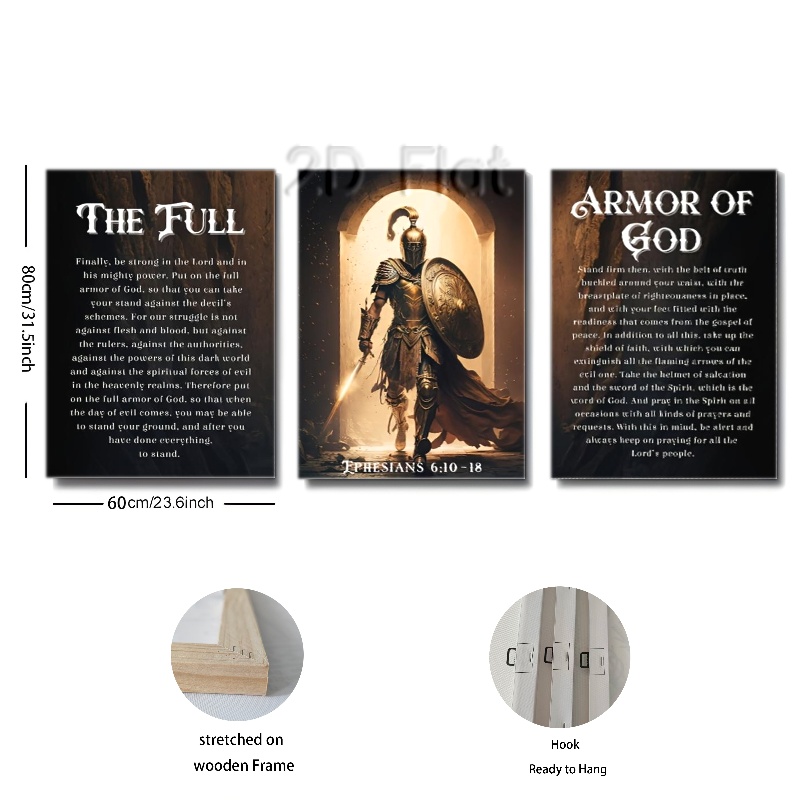 2D Flat
THE FULL
Finally, be strong in the Lord and in
his mighty power. Put on the full
armor of God, so that you can take
your stand against the devil's
schemes. For our struggle is not
against flesh and blood, but against
the rulers, against the authorities,
against the powers of this dark world
and against the spiritual forces of evil
in the heavenly realms. Therefore put
on the full armor of God, so that when
the day of evil comes, you may be able
to stand your ground, and after you
have done everything,
to stand.
EPHESIANS 6:10-18
ARMOR OF
GOD
Stand firm then, with the belt of truth
buckled around your waist, with the
breastplate of righteousness in place,
and with your feet fitted with the
readiness that comes from the gospel of
peace. In addition to all this, take up the
shield of faith, with which you can
extinguish all the flaming arrows of the
evil one. Take the helmet of salvation
and the sword of the Spirit, which is the
word of God. And pray in the Spirit on all
occasions with all kinds of prayers and
requests. With this in mind, be alert and
always keep on praying for all the
Lord's people.
80cm/31.5inch
60cm/23.6inch
stretched on
wooden Frame
Hook
Ready to Hang